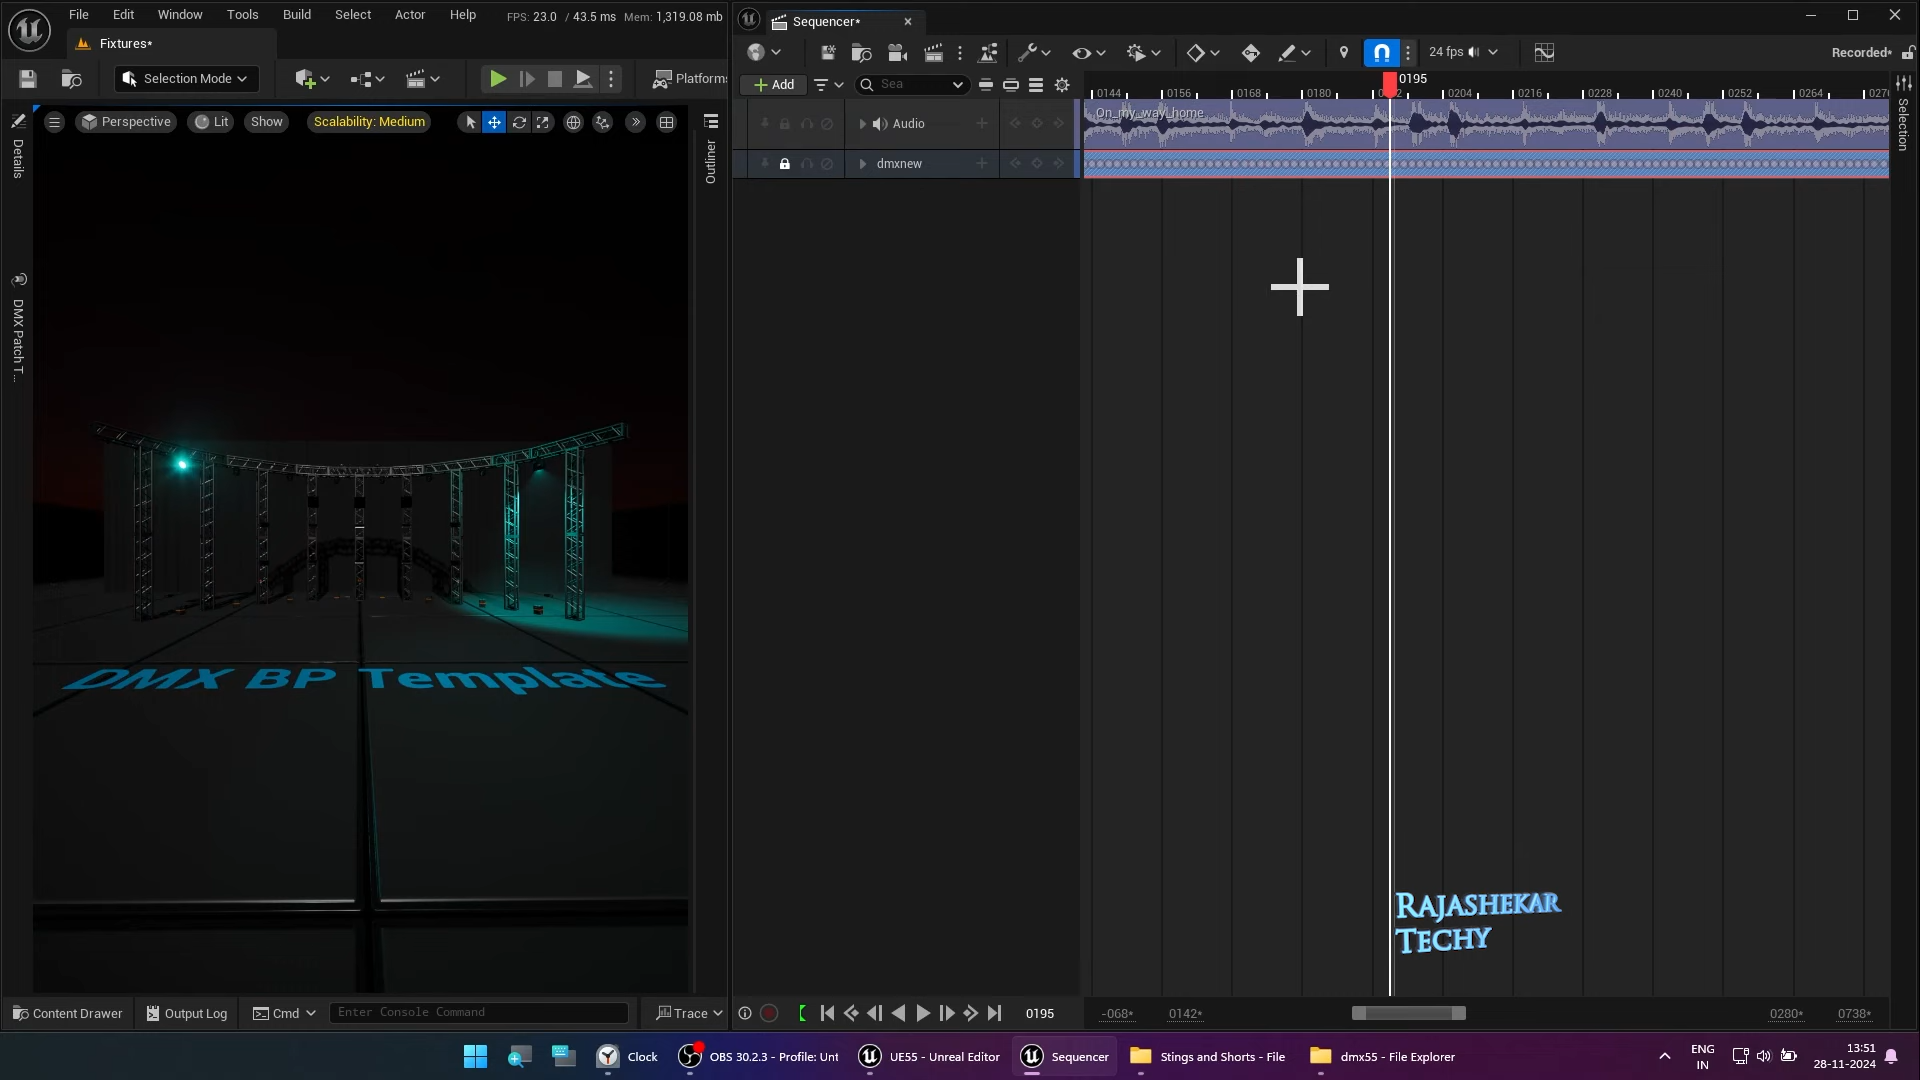 File Edit Window Tools Build Select Actor Help FPS: 23.0 / 43.5 ms Mem: 1,319.08 mb
Sequencer*
Fixtures*
24 fps
Recorded*
Selection Mode
Platforms
Add
Sea
0195
0144 0156 0168 0180 0204 0216 0228 0240 0252 0264
Perspective Lit Show Scalability: Medium
Details
Outliner
Selection
Audio
On_my_way_home
dmxnew
DMX Patch T...
DMX BP Template
RAJASHEKAR
TECHY
Content Drawer Output Log Cmd Enter Console Command Trace
0195
-068* 0142* 0280* 0738*
Clock
OBS 30.2.3 - Profile: Unt
UE55 - Unreal Editor
Sequencer
Stings and Shorts - File
dmx55 - File Explorer
ENG
IN
13:51
28-11-2024